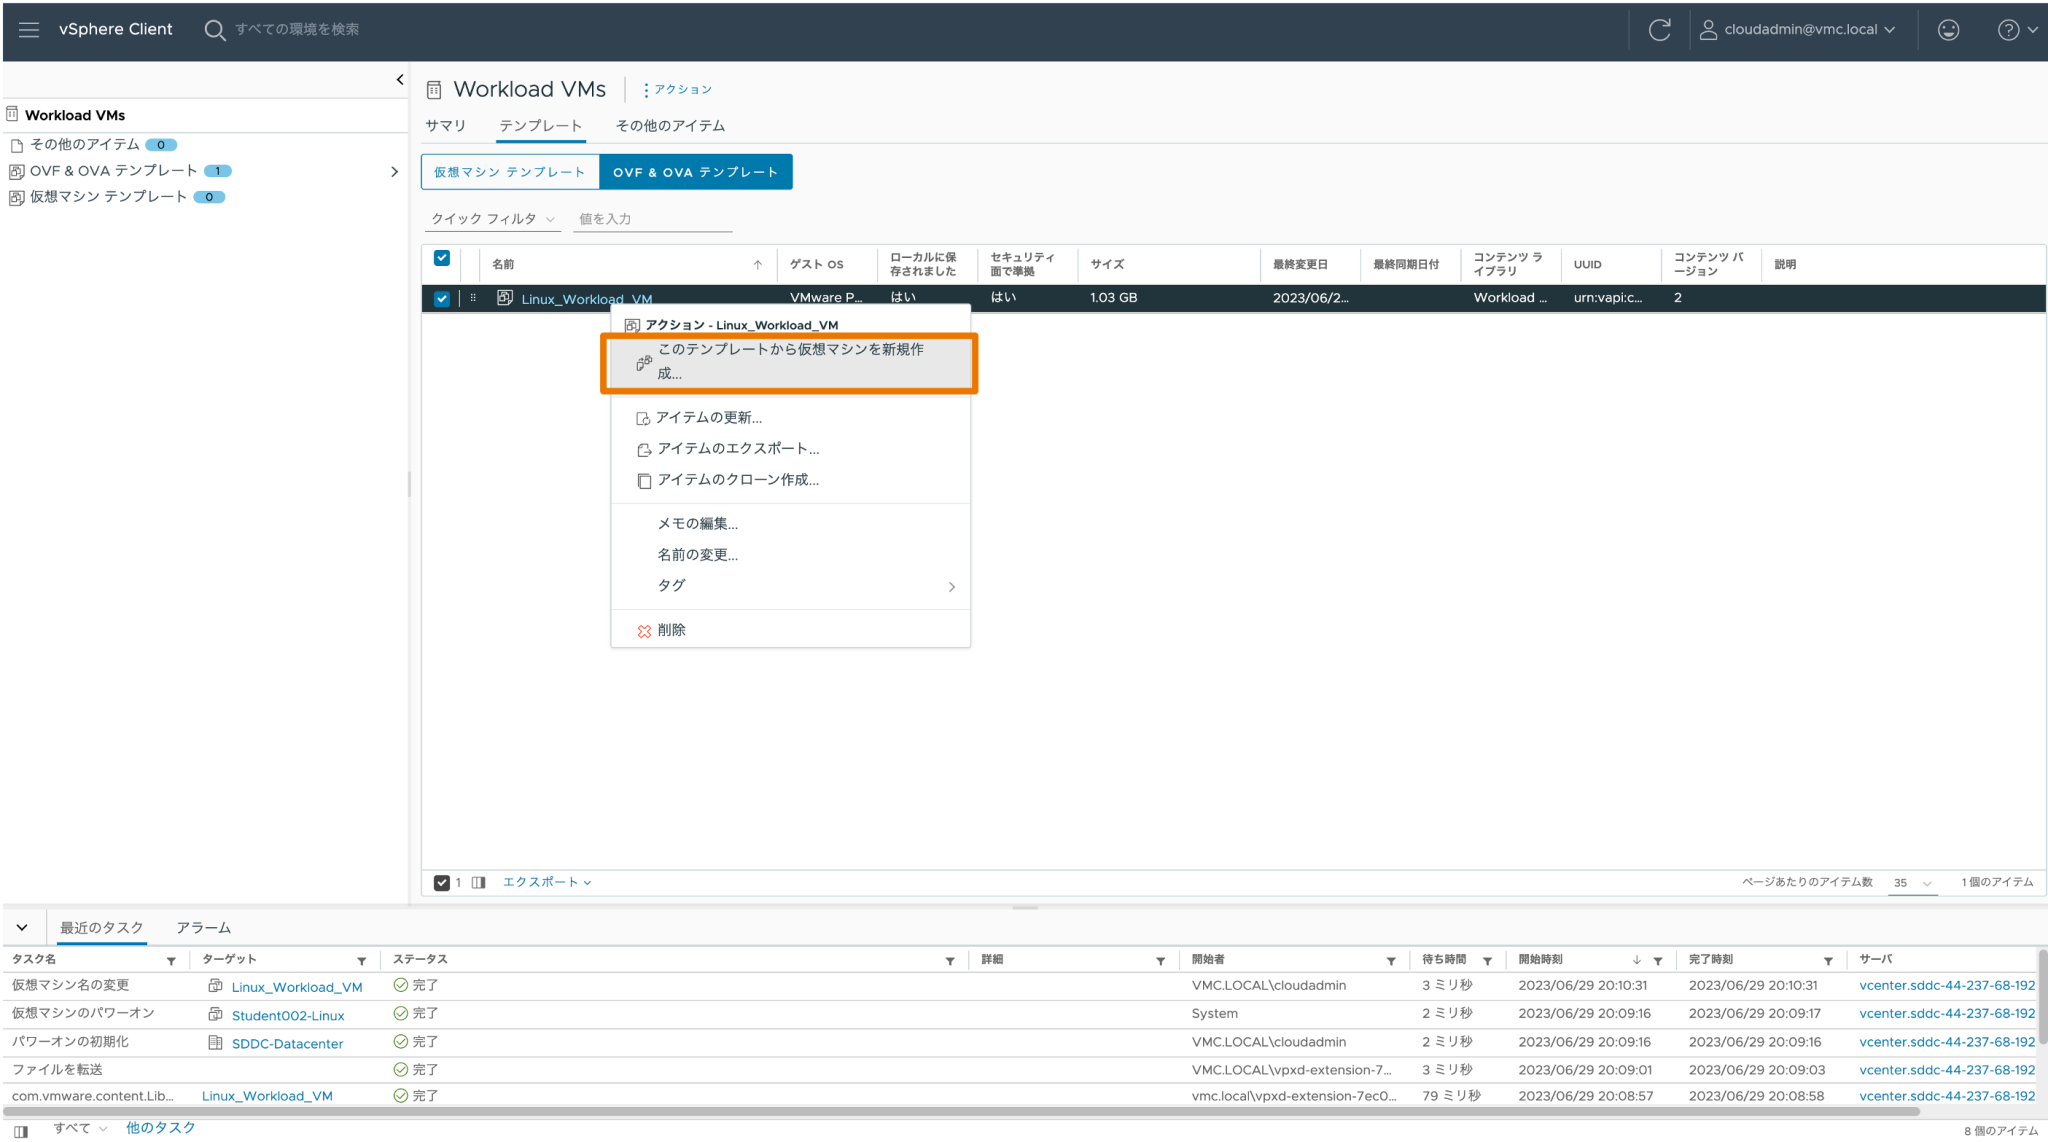 vSphere Client
すべての環境を検索
cloudadmin@vmc.local
Workload VMs
その他のアイテム 0
OVF & OVA テンプレート 1
仮想マシン テンプレート 0
Workload VMs
アクション
サマリ テンプレート その他のアイテム
仮想マシン テンプレート OVF & OVA テンプレート
クイック フィルタ 値を入力
名前 ゲスト OS ローカルに保存されました セキュリティ面で準拠 サイズ 最終変更日 最終同期日付 コンテンツ ライブラリ UUID コンテンツ バージョン 説明
Linux_Workload_VM VMware P... はい はい 1.03 GB 2023/06/2... Workload ... urn:vapi:c... 2
アクション - Linux_Workload_VM
このテンプレートから仮想マシンを新規作
成...
アイテムの更新...
アイテムのエクスポート...
アイテムのクローン作成...
メモの編集...
名前の変更...
タグ
削除
1 エクスポート ページあたりのアイテム数 35 1 個のアイテム
最近のタスク アラーム
タスク名 ターゲット ステータス 詳細 開始者 待ち時間 開始時刻 完了時刻 サーバ
仮想マシン名の変更 Linux_Workload_VM 完了 VMC.LOCAL\cloudadmin 3 ミリ秒 2023/06/29 20:10:31 2023/06/29 20:10:31 vcenter.sddc-44-237-68-192
仮想マシンのパワーオン Student002-Linux 完了 System 2 ミリ秒 2023/06/29 20:09:16 2023/06/29 20:09:17 vcenter.sddc-44-237-68-192
パワーオンの初期化 SDDC-Datacenter 完了 VMC.LOCAL\cloudadmin 2 ミリ秒 2023/06/29 20:09:16 2023/06/29 20:09:16 vcenter.sddc-44-237-68-192
ファイルを転送 完了 VMC.LOCAL\vpxd-extension-7... 3 ミリ秒 2023/06/29 20:09:01 2023/06/29 20:09:03 vcenter.sddc-44-237-68-192
com.vmware.content.Lib... Linux_Workload_VM 完了 vmc.local\vpxd-extension-7ec0... 79 ミリ秒 2023/06/29 20:08:57 2023/06/29 20:08:58 vcenter.sddc-44-237-68-192
すべて 他のタスク 8 個のアイテム